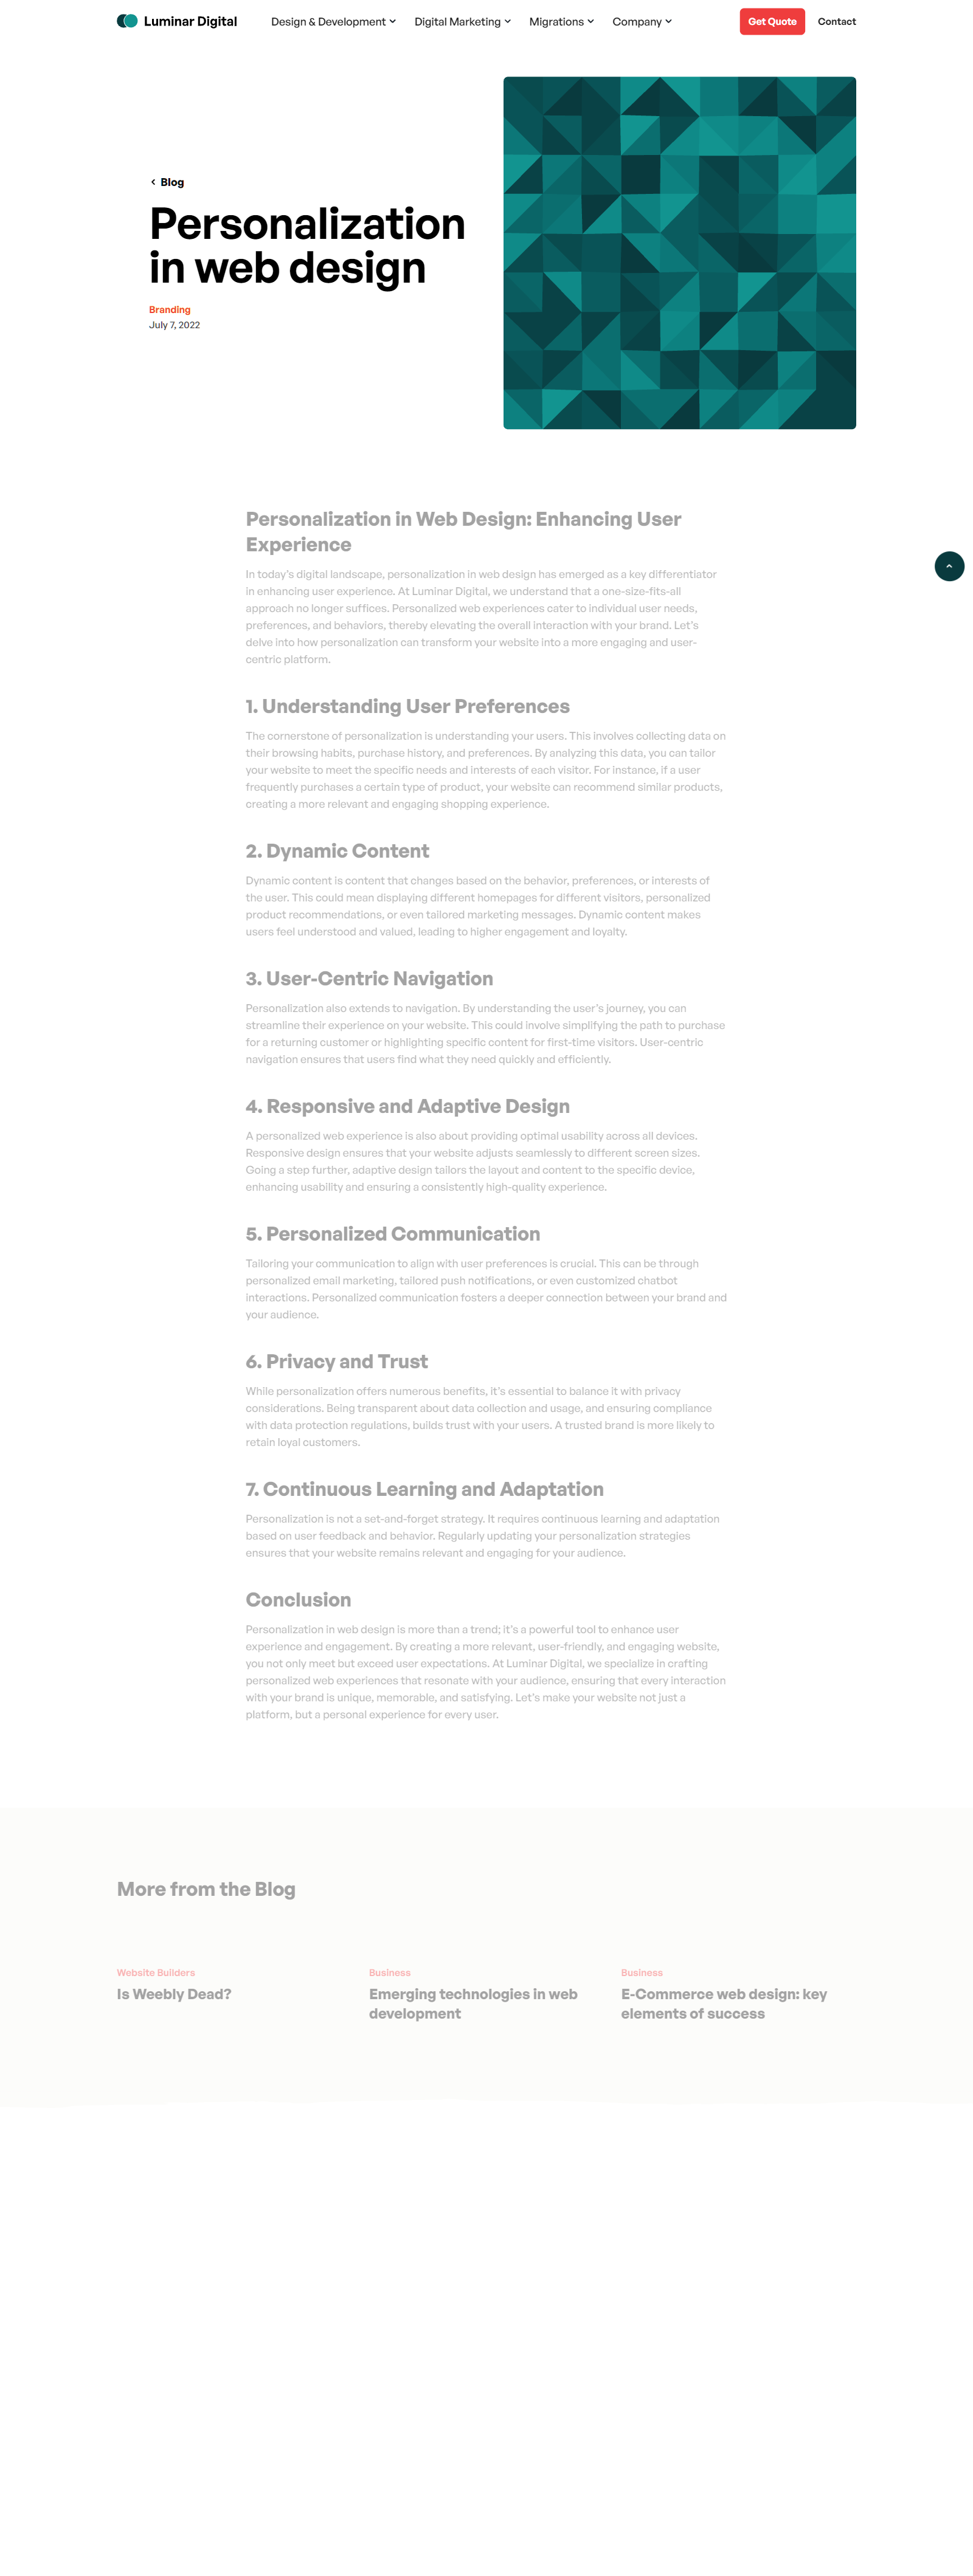 Luminar Digital
Design & Development
Digital Marketing
Migrations
Company
Get Quote
Contact
Blog
Personalization
in web design
Branding
July 7, 2022
Personalization in Web Design: Enhancing User
Experience
In today’s digital landscape, personalization in web design has emerged as a key differentiator
in enhancing user experience. At Luminar Digital, we understand that a one-size-fits-all
approach no longer suffices. Personalized web experiences cater to individual user needs,
preferences, and behaviors, thereby elevating the overall interaction with your brand. Let’s
delve into how personalization can transform your website into a more engaging and user-
centric platform.
1. Understanding User Preferences
The cornerstone of personalization is understanding your users. This involves collecting data on
their browsing habits, purchase history, and preferences. By analyzing this data, you can tailor
your website to meet the specific needs and interests of each visitor. For instance, if a user
frequently purchases a certain type of product, your website can recommend similar products,
creating a more relevant and engaging shopping experience.
2. Dynamic Content
Dynamic content is content that changes based on the behavior, preferences, or interests of
the user. This could mean displaying different homepages for different visitors, personalized
product recommendations, or even tailored marketing messages. Dynamic content makes
users feel understood and valued, leading to higher engagement and loyalty.
3. User-Centric Navigation
Personalization also extends to navigation. By understanding the user’s journey, you can
streamline their experience on your website. This could involve simplifying the path to purchase
for a returning customer or highlighting specific content for first-time visitors. User-centric
navigation ensures that users find what they need quickly and efficiently.
4. Responsive and Adaptive Design
A personalized web experience is also about providing optimal usability across all devices.
Responsive design ensures that your website adjusts seamlessly to different screen sizes.
Going a step further, adaptive design tailors the layout and content to the specific device,
enhancing usability and ensuring a consistently high-quality experience.
5. Personalized Communication
Tailoring your communication to align with user preferences is crucial. This can be through
personalized email marketing, tailored push notifications, or even customized chatbot
interactions. Personalized communication fosters a deeper connection between your brand and
your audience.
6. Privacy and Trust
While personalization offers numerous benefits, it’s essential to balance it with privacy
considerations. Being transparent about data collection and usage, and ensuring compliance
with data protection regulations, builds trust with your users. A trusted brand is more likely to
retain loyal customers.
7. Continuous Learning and Adaptation
Personalization is not a set-and-forget strategy. It requires continuous learning and adaptation
based on user feedback and behavior. Regularly updating your personalization strategies
ensures that your website remains relevant and engaging for your audience.
Conclusion
Personalization in web design is more than a trend; it’s a powerful tool to enhance user
experience and engagement. By creating a more relevant, user-friendly, and engaging website,
you not only meet but exceed user expectations. At Luminar Digital, we specialize in crafting
personalized web experiences that resonate with your audience, ensuring that every interaction
with your brand is unique, memorable, and satisfying. Let’s make your website not just a
platform, but a personal experience for every user.
More from the Blog
Website Builders
Is Weebly Dead?
Business
Emerging technologies in web
development
Business
E-Commerce web design: key
elements of success